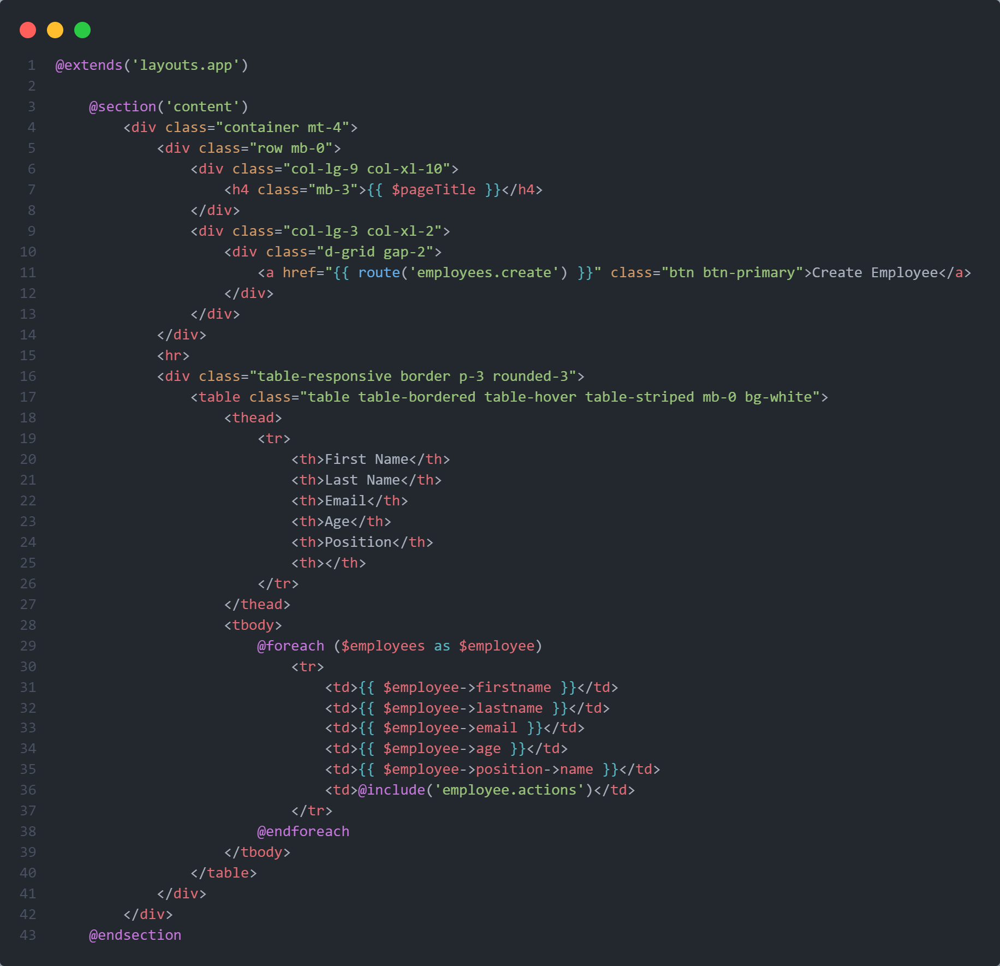 1 @extends('layouts.app')
2
3     @section('content')
4         <div class="container mt-4">
5             <div class="row mb-0">
6                 <div class="col-lg-9 col-xl-10">
7                     <h4 class="mb-3">{{ $pageTitle }}</h4>
8                 </div>
9                 <div class="col-lg-3 col-xl-2">
10                     <div class="d-grid gap-2">
11                         <a href="{{ route('employees.create') }}" class="btn btn-primary">Create Employee</a>
12                     </div>
13                 </div>
14             </div>
15             <hr>
16             <div class="table-responsive border p-3 rounded-3">
17                 <table class="table table-bordered table-hover table-striped mb-0 bg-white">
18                     <thead>
19                         <tr>
20                             <th>First Name</th>
21                             <th>Last Name</th>
22                             <th>Email</th>
23                             <th>Age</th>
24                             <th>Position</th>
25                             <th></th>
26                         </tr>
27                     </thead>
28                     <tbody>
29                         @foreach ($employees as $employee)
30                             <tr>
31                                 <td>{{ $employee->firstname }}</td>
32                                 <td>{{ $employee->lastname }}</td>
33                                 <td>{{ $employee->email }}</td>
34                                 <td>{{ $employee->age }}</td>
35                                 <td>{{ $employee->position->name }}</td>
36                                 <td>@include('employee.actions')</td>
37                             </tr>
38                         @endforeach
39                     </tbody>
40                 </table>
41             </div>
42         </div>
43     @endsection